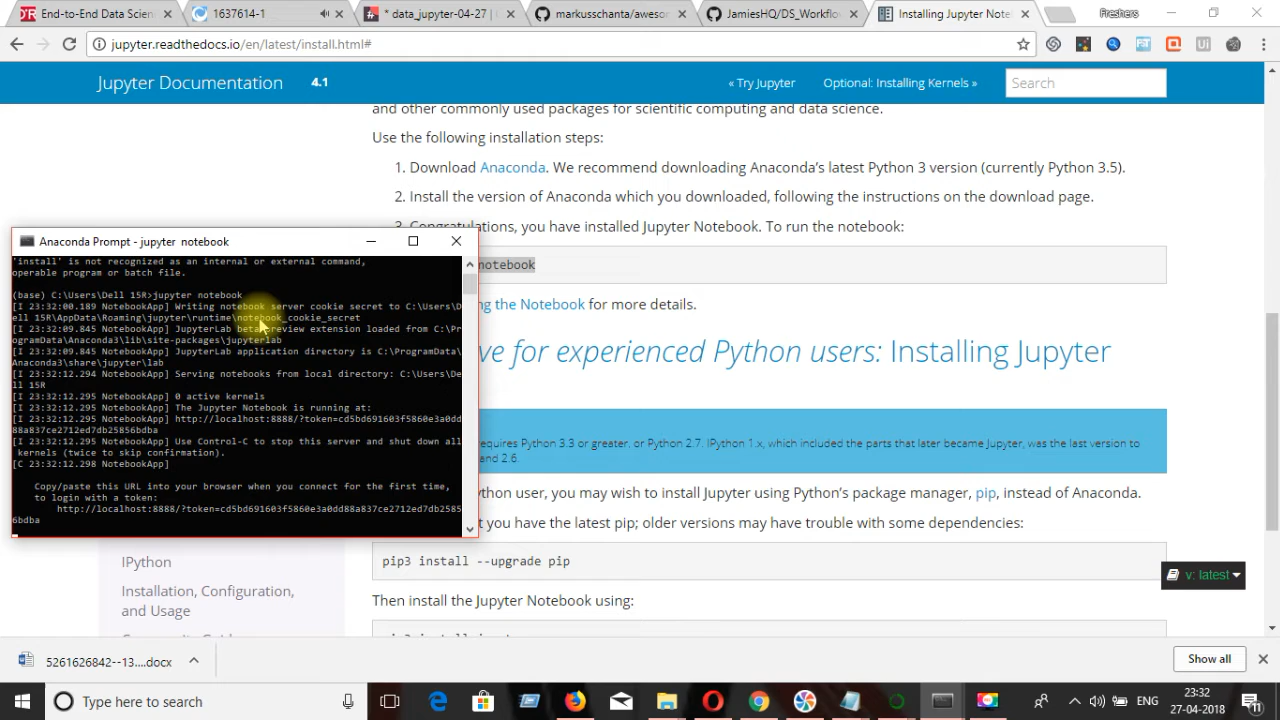 End-to-End Data Scien
1637614-1
* data_jupyter-04-27
markusschanta/aweson
JamiesHQ/DS_Workflow
Installing Jupyter Note
Freshers
jupyter.readthedocs.io/en/latest/install.html#
Jupyter Documentation
4.1
« Try Jupyter
Optional: Installing Kernels »
Search
and other commonly used packages for scientific computing and data science.
Use the following installation steps:
1. Download Anaconda. We recommend downloading Anaconda's latest Python 3 version (currently Python 3.5).
2. Install the version of Anaconda which you downloaded, following the instructions on the download page.
3. Congratulations, you have installed Jupyter Notebook. To run the notebook:
notebook
ng the Notebook for more details.
ve for experienced Python users: Installing Jupyter
requires Python 3.3 or greater, or Python 2.7. IPython 1.x, which included the parts that later became Jupyter, was the last version to
and 2.6.
ython user, you may wish to install Jupyter using Python's package manager, pip, instead of Anaconda.
t you have the latest pip; older versions may have trouble with some dependencies:
pip3 install --upgrade pip
Then install the Jupyter Notebook using:
Anaconda Prompt - jupyter notebook
'install' is not recognized as an internal or external command,
operable program or batch file.
(base) C:\Users\Dell 15R>jupyter notebook
[I 23:32:00.189 NotebookApp] Writing notebook server cookie secret to C:\Users\D
ell 15R\AppData\Roaming\jupyter\runtime\notebook_cookie_secret
[I 23:32:09.845 NotebookApp] JupyterLab beta preview extension loaded from C:\Pr
ogramData\Anaconda3\lib\site-packages\jupyterlab
[I 23:32:09.845 NotebookApp] JupyterLab application directory is C:\ProgramData\
Anaconda3\share\jupyter\lab
[I 23:32:12.294 NotebookApp] Serving notebooks from local directory: C:\Users\De
ll 15R
[I 23:32:12.295 NotebookApp] 0 active kernels
[I 23:32:12.295 NotebookApp] The Jupyter Notebook is running at:
[I 23:32:12.295 NotebookApp] http://localhost:8888/?token=cd5bd691603f5860e3a0dd
88a837ce2712ed7db25856bdba
[I 23:32:12.295 NotebookApp] Use Control-C to stop this server and shut down all
kernels (twice to skip confirmation).
[C 23:32:12.298 NotebookApp]
Copy/paste this URL into your browser when you connect for the first time,
to login with a token:
http://localhost:8888/?token=cd5bd691603f5860e3a0dd88a837ce2712ed7db2585
6bdba
IPython
Installation, Configuration,
and Usage
v: latest
5261626842--13....docx
Show all
Type here to search
ENG
23:32
27-04-2018
11